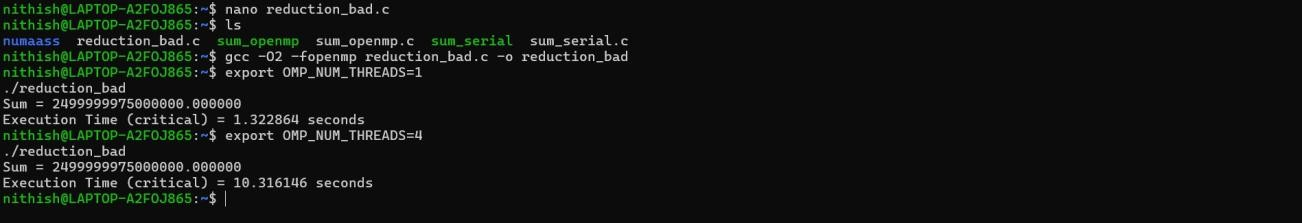 nithish@LAPTOP-A2FOJ865:~$ nano reduction_bad.c
nithish@LAPTOP-A2FOJ865:~$ ls
numaass  reduction_bad.c  sum_openmp  sum_openmp.c  sum_serial  sum_serial.c
nithish@LAPTOP-A2FOJ865:~$ gcc -O2 -fopenmp reduction_bad.c -o reduction_bad
nithish@LAPTOP-A2FOJ865:~$ export OMP_NUM_THREADS=1
./reduction_bad
Sum = 2499999975000000.000000
Execution Time (critical) = 1.322864 seconds
nithish@LAPTOP-A2FOJ865:~$ export OMP_NUM_THREADS=4
./reduction_bad
Sum = 2499999975000000.000000
Execution Time (critical) = 10.316146 seconds
nithish@LAPTOP-A2FOJ865:~$